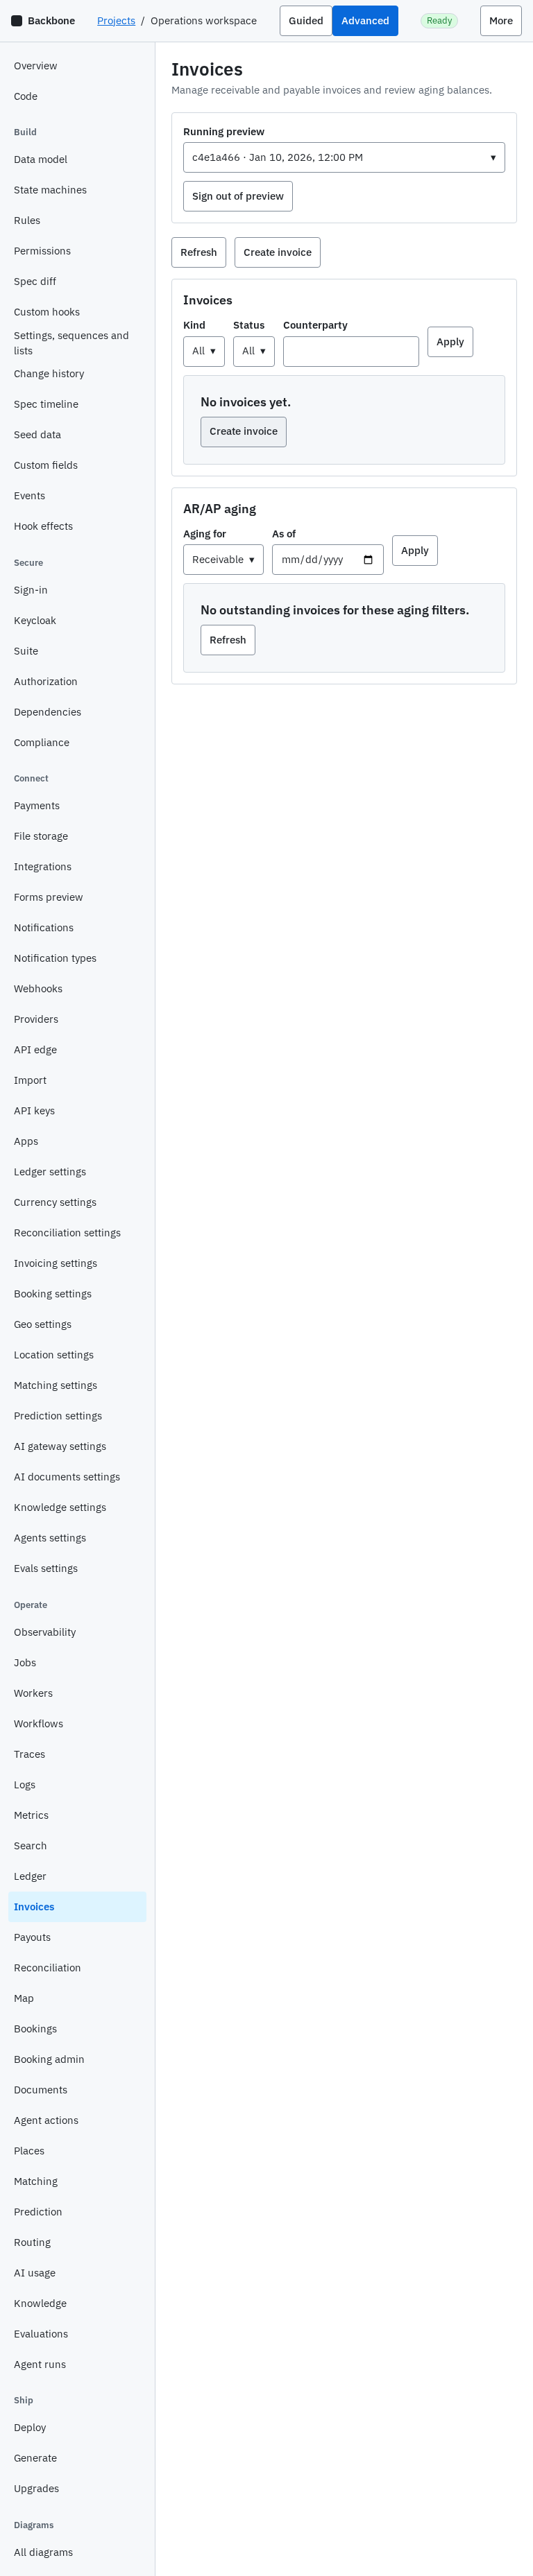 Backbone
Projects / Operations workspace
Guided
Advanced
Ready
More
Overview
Code
Build
Data model
State machines
Rules
Permissions
Spec diff
Custom hooks
Settings, sequences and
lists
Change history
Spec timeline
Seed data
Custom fields
Events
Hook effects
Secure
Sign-in
Keycloak
Suite
Authorization
Dependencies
Compliance
Connect
Payments
File storage
Integrations
Forms preview
Notifications
Notification types
Webhooks
Providers
API edge
Import
API keys
Apps
Ledger settings
Currency settings
Reconciliation settings
Invoicing settings
Booking settings
Geo settings
Location settings
Matching settings
Prediction settings
AI gateway settings
AI documents settings
Knowledge settings
Agents settings
Evals settings
Operate
Observability
Jobs
Workers
Workflows
Traces
Logs
Metrics
Search
Ledger
Invoices
Payouts
Reconciliation
Map
Bookings
Booking admin
Documents
Agent actions
Places
Matching
Prediction
Routing
AI usage
Knowledge
Evaluations
Agent runs
Ship
Deploy
Generate
Upgrades
Diagrams
All diagrams
Invoices
Manage receivable and payable invoices and review aging balances.
Running preview
c4e1a466 · Jan 10, 2026, 12:00 PM
Sign out of preview
Refresh
Create invoice
Invoices
Kind
Status
Counterparty
All
All
Apply
No invoices yet.
Create invoice
AR/AP aging
Aging for
As of
Receivable
mm/dd/yyyy
Apply
No outstanding invoices for these aging filters.
Refresh